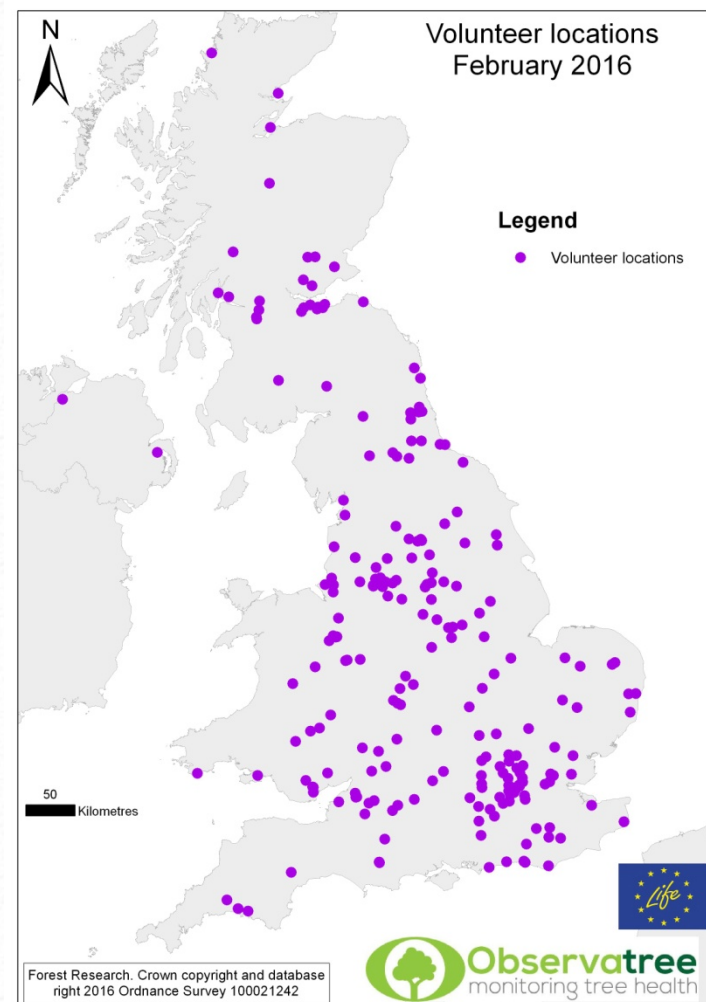 N
Volunteer locations
February 2016
Legend
Volunteer locations
50
Kilometres
Life
Observatree
monitoring tree health
Forest Research. Crown copyright and database
right 2016 Ordnance Survey 100021242